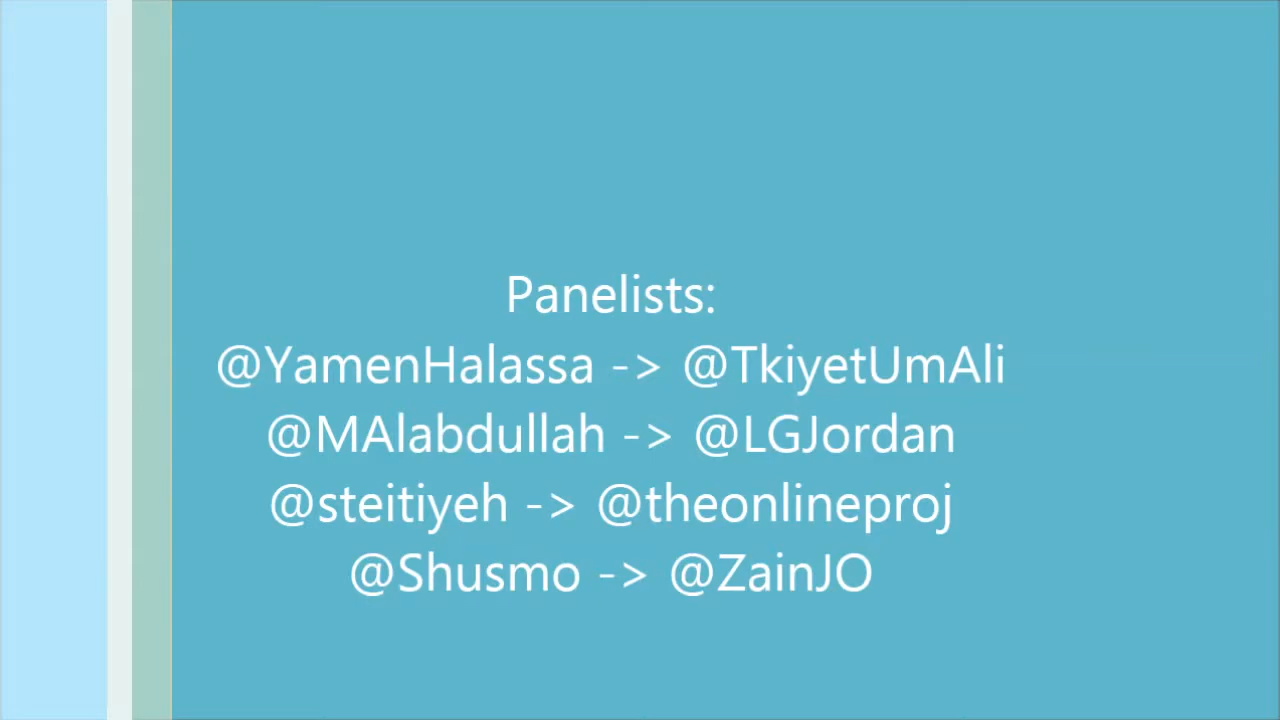 Panelists:
@YamenHalassa -> @TkiyetUmAli
@MAlabdullah -> @LGJordan
@steitiyeh -> @theonlineproj
@Shusmo -> @ZainJO